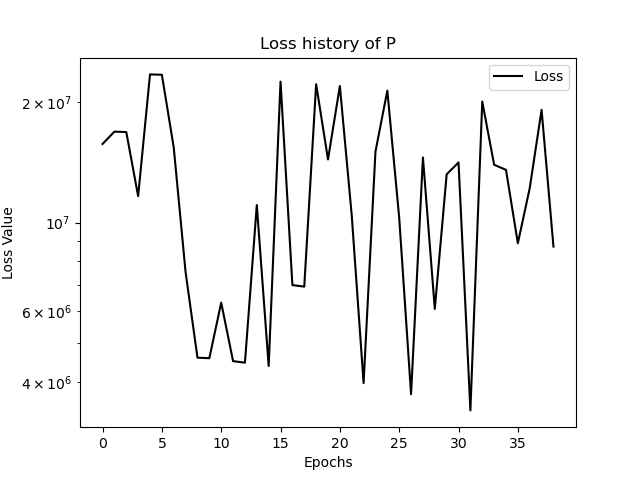 Loss history of P
Loss
2 × 10⁷
10⁷
6 × 10⁶
4 × 10⁶
Loss Value
0 5 10 15 20 25 30 35
Epochs